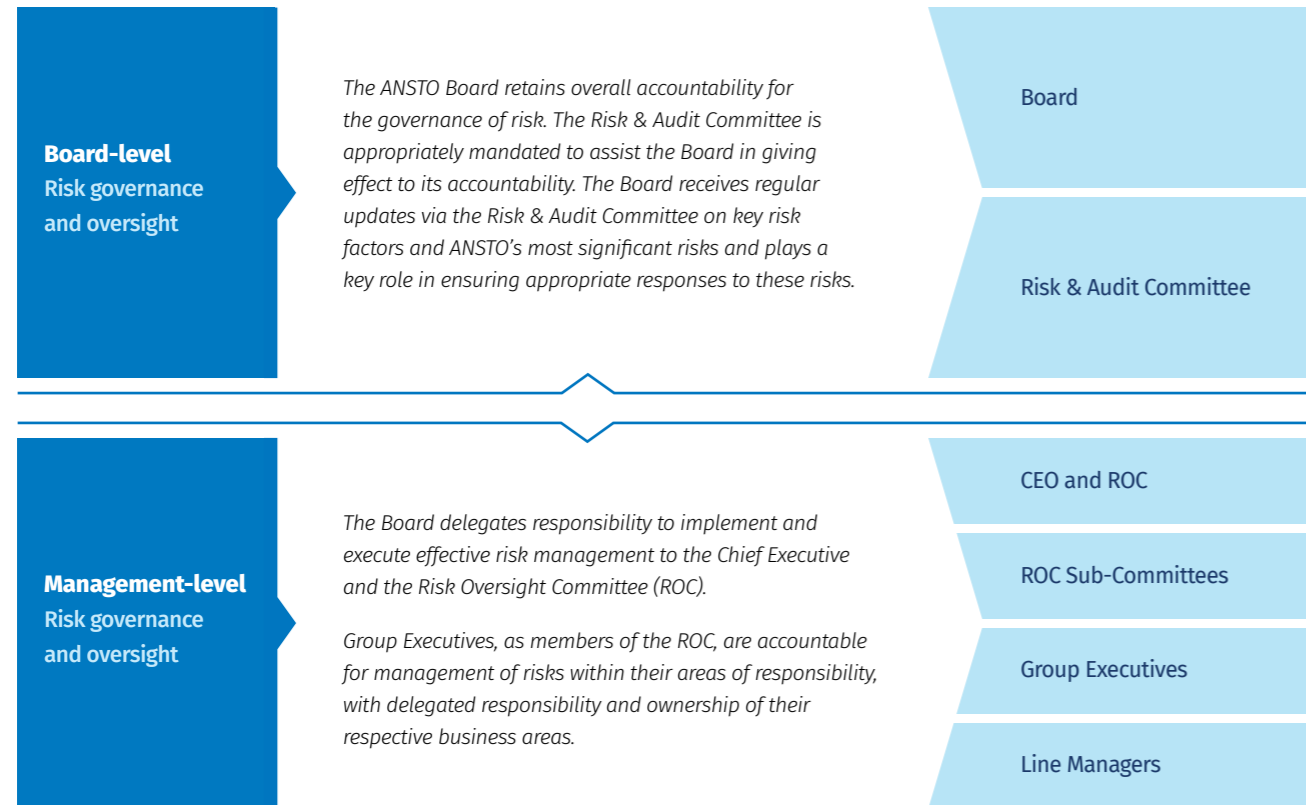 Board-level
Risk governance
and oversight
The ANSTO Board retains overall accountability for
the governance of risk. The Risk & Audit Committee is
appropriately mandated to assist the Board in giving
effect to its accountability. The Board receives regular
updates via the Risk & Audit Committee on key risk
factors and ANSTO’s most significant risks and plays a
key role in ensuring appropriate responses to these risks.
Board
Risk & Audit Committee
Management-level
Risk governance
and oversight
The Board delegates responsibility to implement and
execute effective risk management to the Chief Executive
and the Risk Oversight Committee (ROC).
Group Executives, as members of the ROC, are accountable
for management of risks within their areas of responsibility,
with delegated responsibility and ownership of their
respective business areas.
CEO and ROC
ROC Sub-Committees
Group Executives
Line Managers